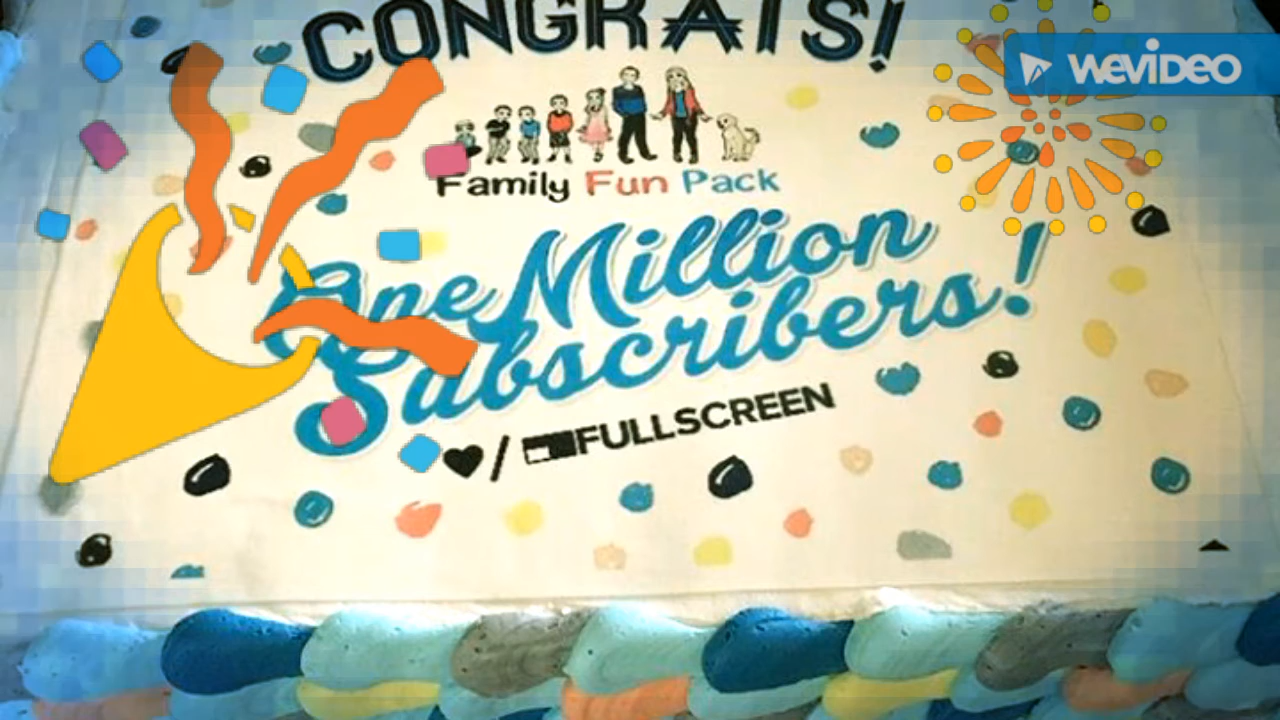 CONGRATS!
WEVIDEO
Family Fun Pack
One Million
Subscribers!
/ FULLSCREEN